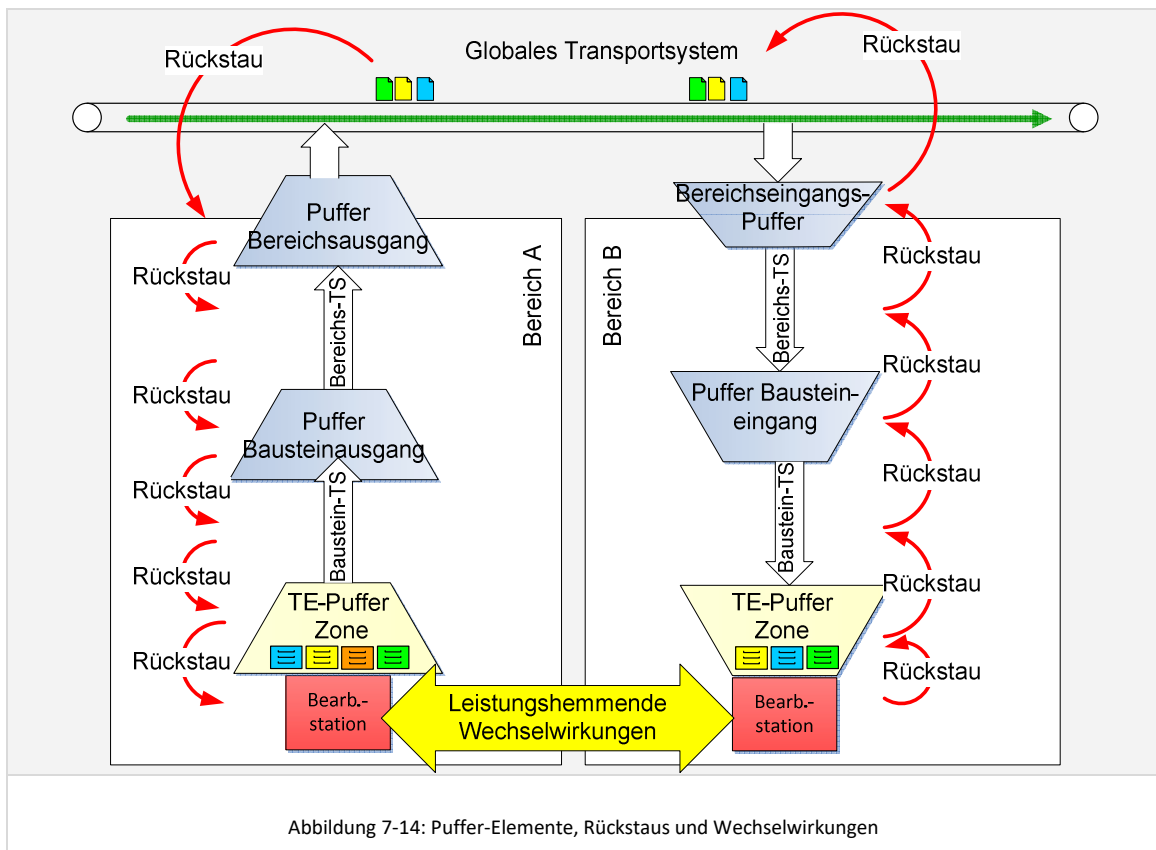 Rückstau
Globales Transportsystem
Rückstau
Puffer
Bereichsausgang
Rückstau
Bereichs-TS
Rückstau
Puffer
Bausteinausgang
Rückstau
Baustein-TS
Rückstau
TE-Puffer
Zone
Rückstau
Bearb.-
station
Bereich A
Leistungshemmende
Wechselwirkungen
Bereich B
Bereichseingangs-
Puffer
Rückstau
Bereichs-TS
Rückstau
Puffer Baustein-
eingang
Rückstau
Baustein-TS
Rückstau
TE-Puffer
Zone
Rückstau
Bearb.-
station
Abbildung 7-14: Puffer-Elemente, Rückstaus und Wechselwirkungen